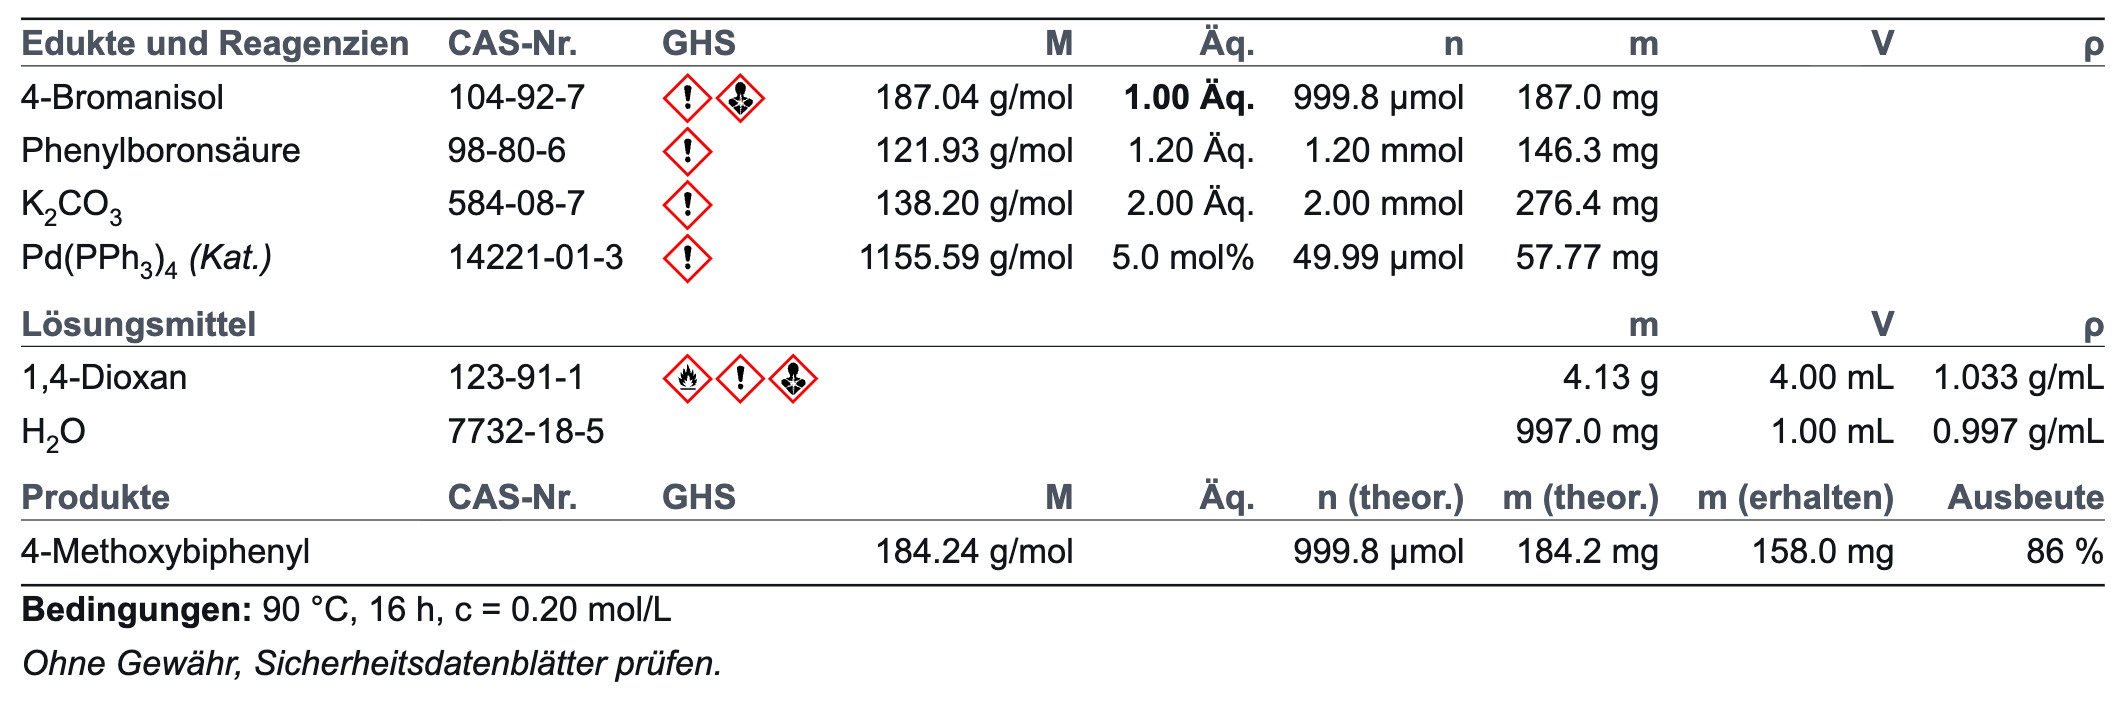 Edukte und Reagenzien CAS-Nr. GHS M Äq. n m V ρ
4-Bromanisol 104-92-7 187.04 g/mol 1.00 Äq. 999.8 µmol 187.0 mg
Phenylboronsäure 98-80-6 121.93 g/mol 1.20 Äq. 1.20 mmol 146.3 mg
K₂CO₃ 584-08-7 138.20 g/mol 2.00 Äq. 2.00 mmol 276.4 mg
Pd(PPh₃)₄ (Kat.) 14221-01-3 1155.59 g/mol 5.0 mol% 49.99 µmol 57.77 mg
Lösungsmittel m V ρ
1,4-Dioxan 123-91-1 4.13 g 4.00 mL 1.033 g/mL
H₂O 7732-18-5 997.0 mg 1.00 mL 0.997 g/mL
Produkte CAS-Nr. GHS M Äq. n (theor.) m (theor.) m (erhalten) Ausbeute
4-Methoxybiphenyl 184.24 g/mol 999.8 µmol 184.2 mg 158.0 mg 86 %
Bedingungen: 90 °C, 16 h, c = 0.20 mol/L
Ohne Gewähr, Sicherheitsdatenblätter prüfen.